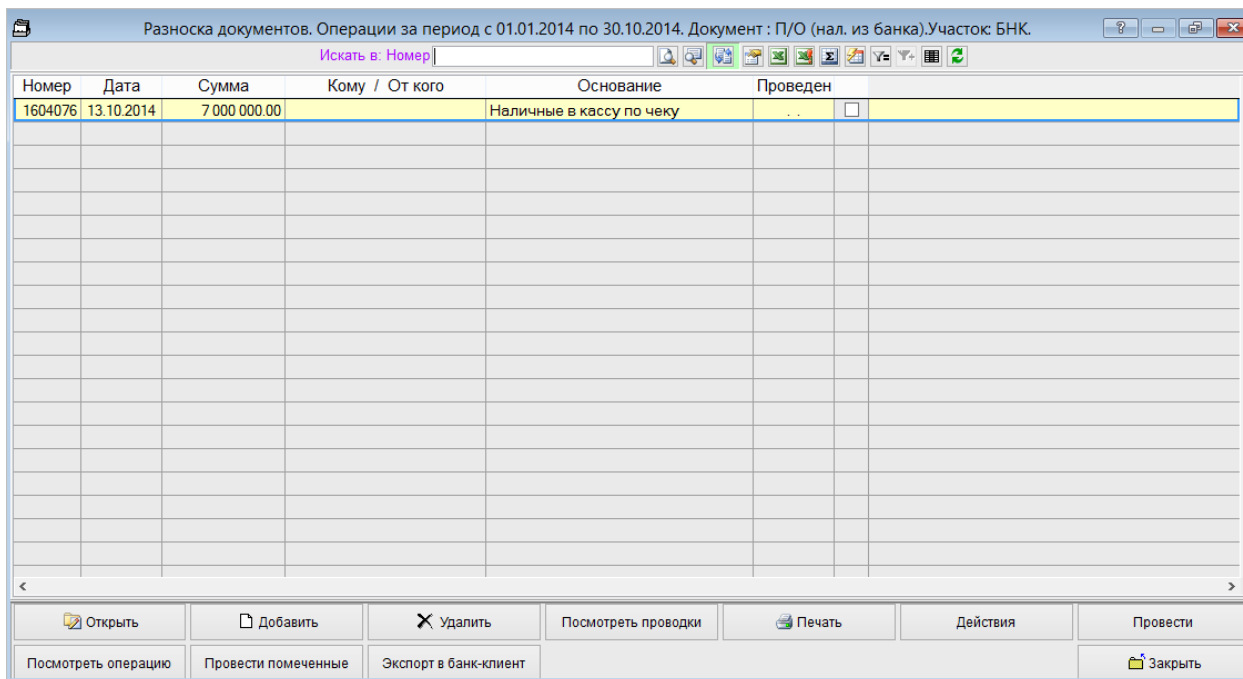 Разноска документов. Операции за период с 01.01.2014 по 30.10.2014. Документ : П/О (нал. из банка).Участок: БНК.
Искать в: Номер
Номер Дата Сумма Кому / От кого Основание Проведен
1604076 13.10.2014 7 000 000.00 Наличные в кассу по чеку . .
Открыть Добавить Удалить Посмотреть проводки Печать Действия Провести
Посмотреть операцию Провести помеченные Экспорт в банк-клиент Закрыть